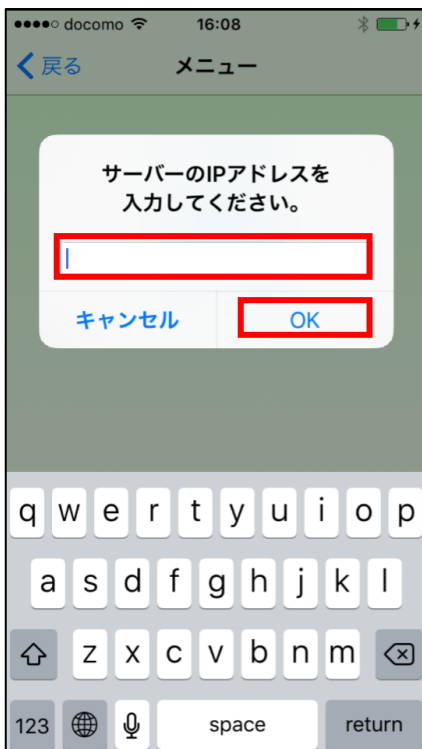 docomo 16:08
戻る メニュー
サーバーのIPアドレスを
入力してください。
キャンセル OK
q w e r t y u i o p
a s d f g h j k l
z x c v b n m
123 space return